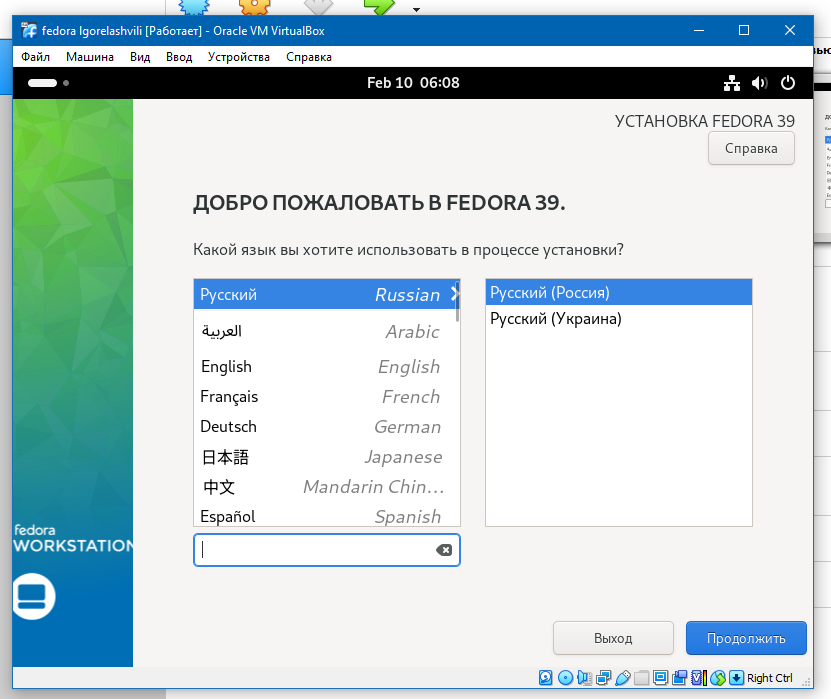 fedora lgorelashvili [Работает] - Oracle VM VirtualBox
Файл Машина Вид Ввод Устройства Справка
Feb 10 06:08
УСТАНОВКА FEDORA 39
Справка
ДОБРО ПОЖАЛОВАТЬ В FEDORA 39.
Какой язык вы хотите использовать в процессе установки?
Русский Russian
العربية Arabic
English English
Français French
Deutsch German
日本語 Japanese
中文 Mandarin Chin…
Español Spanish
Русский (Россия)
Русский (Украина)
fedora
WORKSTATION
Выход
Продолжить
Right Ctrl